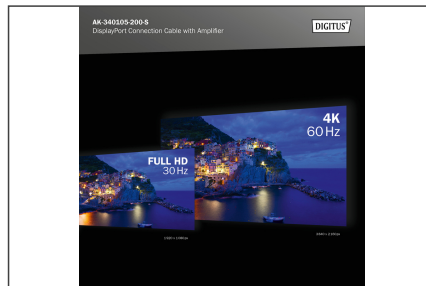 AK-340105-200-S
DisplayPort Connection Cable with Amplifier
DIGITUS®
4K
60 Hz
FULL HD
30 Hz